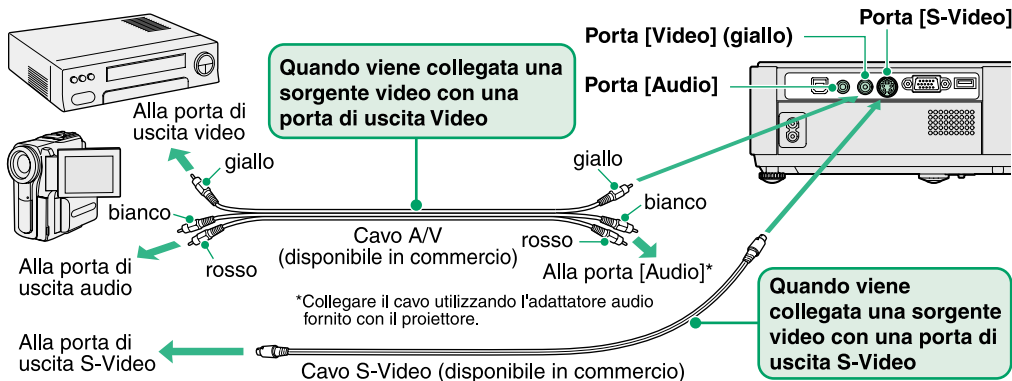 Porta [S-Video]
Porta [Video] (giallo)
Porta [Audio]
Quando viene collegata una
sorgente video con una
porta di uscita Video
Alla porta di
uscita video
giallo
giallo
bianco
bianco
rosso
rosso
Cavo A/V
(disponibile in commercio)
Alla porta di
uscita audio
Alla porta [Audio]*
*Collegare il cavo utilizzando l'adattatore audio
fornito con il proiettore.
Quando viene
collegata una sorgente
video con una porta di
uscita S-Video
Alla porta di
uscita S-Video
Cavo S-Video (disponibile in commercio)